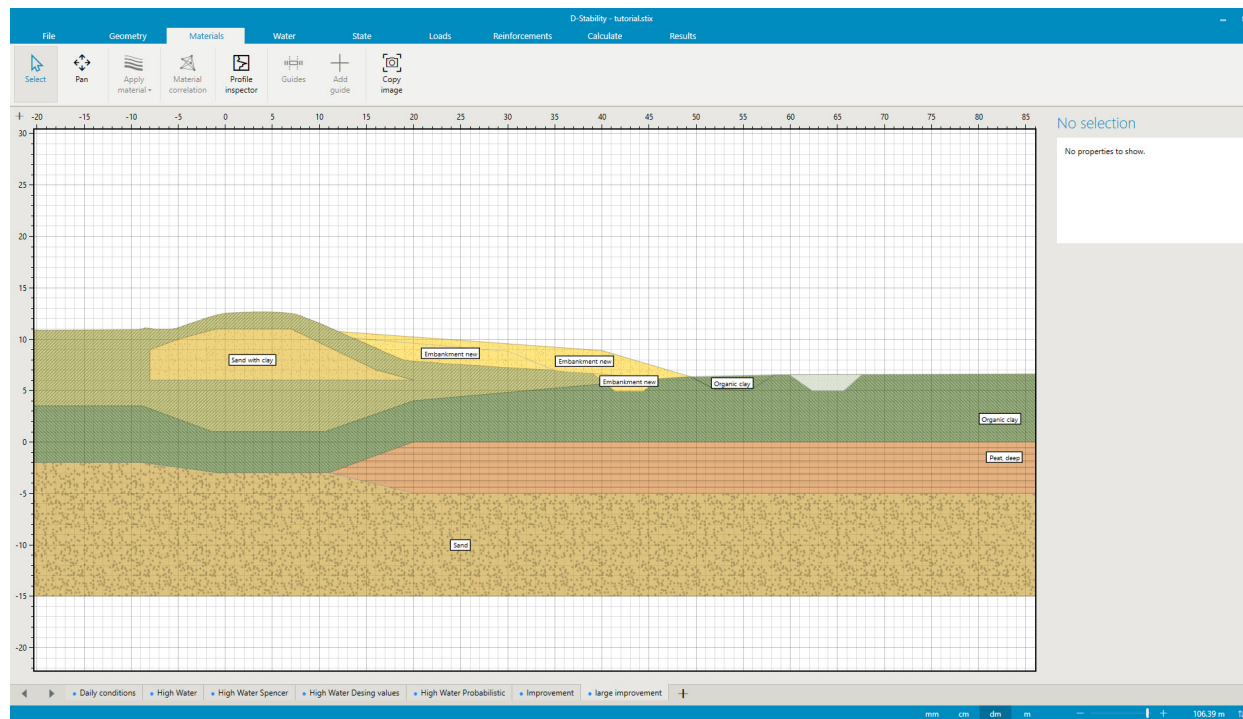 D-Stability - tutorial.stix
File Geometry Materials Water State Loads Reinforcements Calculate Results
Select Pan Apply material Material correlation Profile inspector Guides Add guide Copy image
-20 -15 -10 -5 0 5 10 15 20 25 30 35 40 45 50 55 60 65 70 75 80 85
No selection
No properties to show.
30
25
20
15
10
5
0
-5
-10
-15
-20
Embankment new
Sand with clay
Embankment new
Embankment new
Organic clay
Organic clay
Peat, deep
Sand
Daily conditions High Water High Water Spencer High Water Desing values High Water Probabilistic Improvement large improvement
mm cm dm m 106.39 m